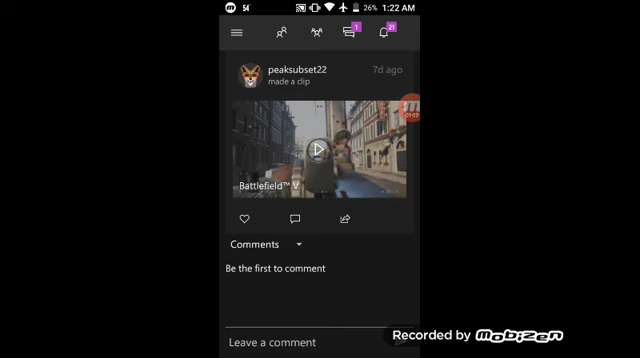 54°
26% 1:22 AM
1
21
peaksubset22
7d ago
made a clip
Battlefield™ V
Comments
Be the first to comment
Leave a comment
Recorded by Mobizen